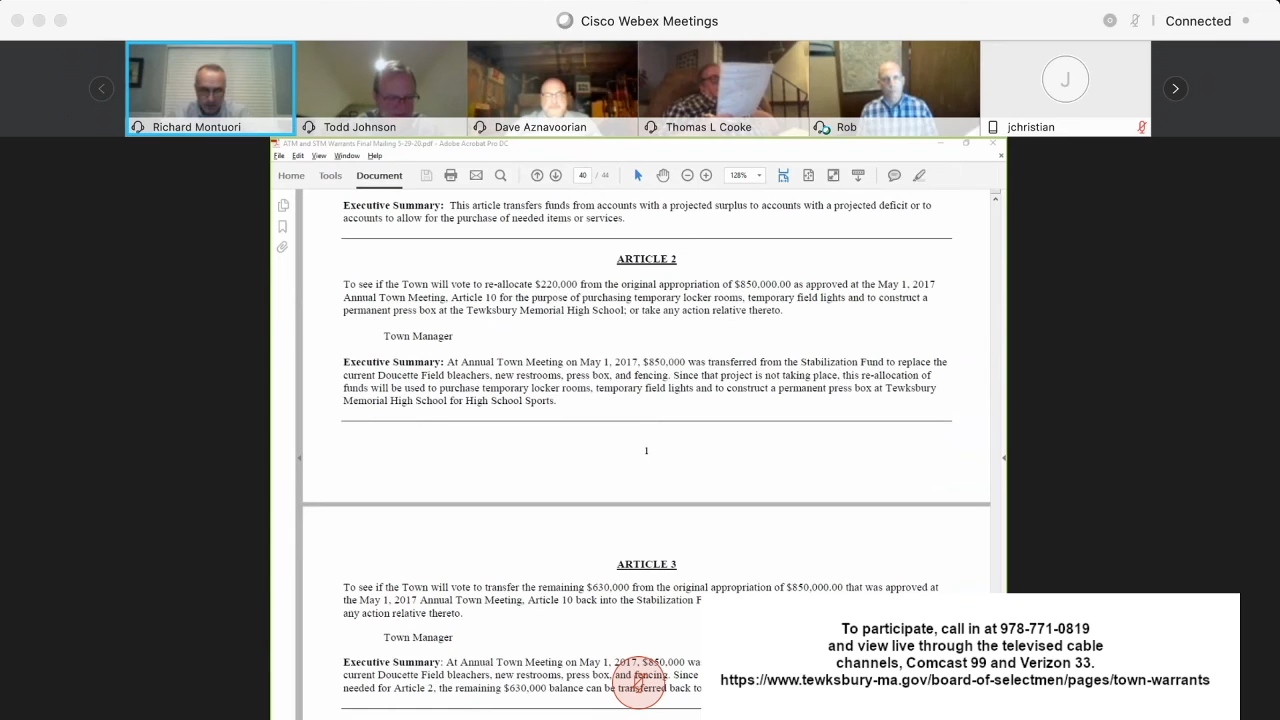 Cisco Webex Meetings
Connected
Richard Montuori
Todd Johnson
Dave Aznavoorian
Thomas L Cooke
Rob
J
jchristian
ATM and STM Warrants Final Mailing 5-29-20.pdf - Adobe Acrobat Pro DC
File Edit View Window Help
Home Tools Document 40 / 44 128%
Executive Summary: This article transfers funds from accounts with a projected surplus to accounts with a projected deficit or to
accounts to allow for the purchase of needed items or services.
ARTICLE 2
To see if the Town will vote to re-allocate $220,000 from the original appropriation of $850,000.00 as approved at the May 1, 2017
Annual Town Meeting, Article 10 for the purpose of purchasing temporary locker rooms, temporary field lights and to construct a
permanent press box at the Tewksbury Memorial High School; or take any action relative thereto.
Town Manager
Executive Summary: At Annual Town Meeting on May 1, 2017, $850,000 was transferred from the Stabilization Fund to replace the
current Doucette Field bleachers, new restrooms, press box, and fencing. Since that project is not taking place, this re-allocation of
funds will be used to purchase temporary locker rooms, temporary field lights and to construct a permanent press box at Tewksbury
Memorial High School for High School Sports.
1
ARTICLE 3
To see if the Town will vote to transfer the remaining $630,000 from the original appropriation of $850,000.00 that was approved at
the May 1, 2017 Annual Town Meeting, Article 10 back into the Stabilization F
any action relative thereto.
Town Manager
Executive Summary: At Annual Town Meeting on May 1, 2017, $850,000 wa
current Doucette Field bleachers, new restrooms, press box, and fencing. Since
needed for Article 2, the remaining $630,000 balance can be transferred back to
To participate, call in at 978-771-0819
and view live through the televised cable
channels, Comcast 99 and Verizon 33.
https://www.tewksbury-ma.gov/board-of-selectmen/pages/town-warrants